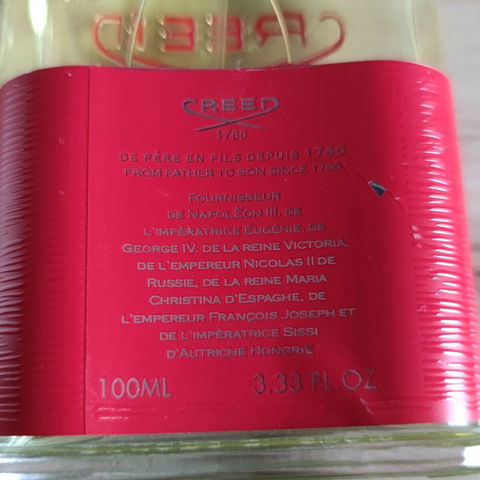 CREED
CREED
1760
DE PÈRE EN FILS DEPUIS 1760
FROM FATHER TO SON SINCE 1760
FOURNISSEUR
DE NAPOLÉON III, DE
L'IMPÉRATRICE EUGÉNIE, DE
GEORGE IV, DE LA REINE VICTORIA,
DE L'EMPEREUR NICOLAS II DE
RUSSIE, DE LA REINE MARIA
CHRISTINA D'ESPAGHE, DE
L'EMPEREUR FRANÇOIS JOSEPH ET
DE L'IMPÉRATRICE SISSI
D'AUTRICHE HONGRIE
100ML 3.33 FL OZ